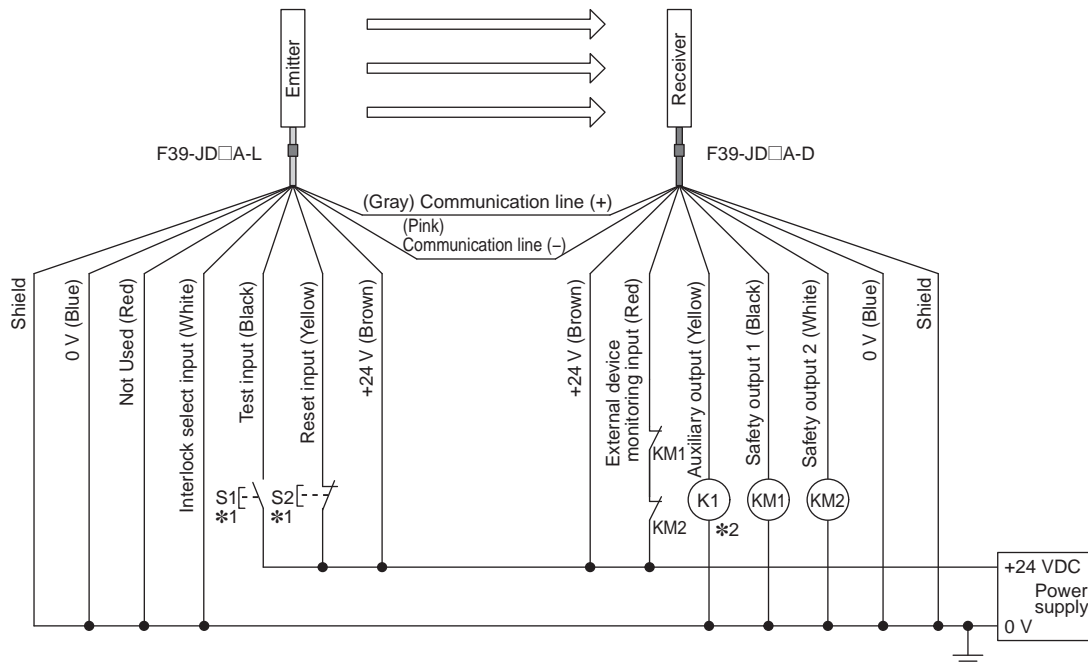 Emitter
Receiver
F39-JD□A-L
F39-JD□A-D
(Gray) Communication line (+)
(Pink)
Communication line (−)
Shield
0 V (Blue)
Not Used (Red)
Interlock select input (White)
Test input (Black)
Reset input (Yellow)
+24 V (Brown)
+24 V (Brown)
External device
monitoring input (Red)
Auxiliary output (Yellow)
Safety output 1 (Black)
Safety output 2 (White)
0 V (Blue)
Shield
KM1
S1
*1
S2
*1
KM2
K1
*2
KM1
KM2
+24 VDC
Power
supply
0 V